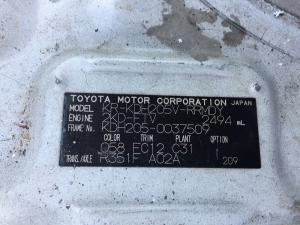 TOYOTA MOTOR CORPORATION JAPAN
MODEL KR-KDH205V-RRMDY
ENGINE 2KD-FTV 2494 mL
FRAME No. KDH205-0037509
COLOR TRIM PLANT OPTION
058 FC12 C31
TRANS./AXLE R351F A02A 209